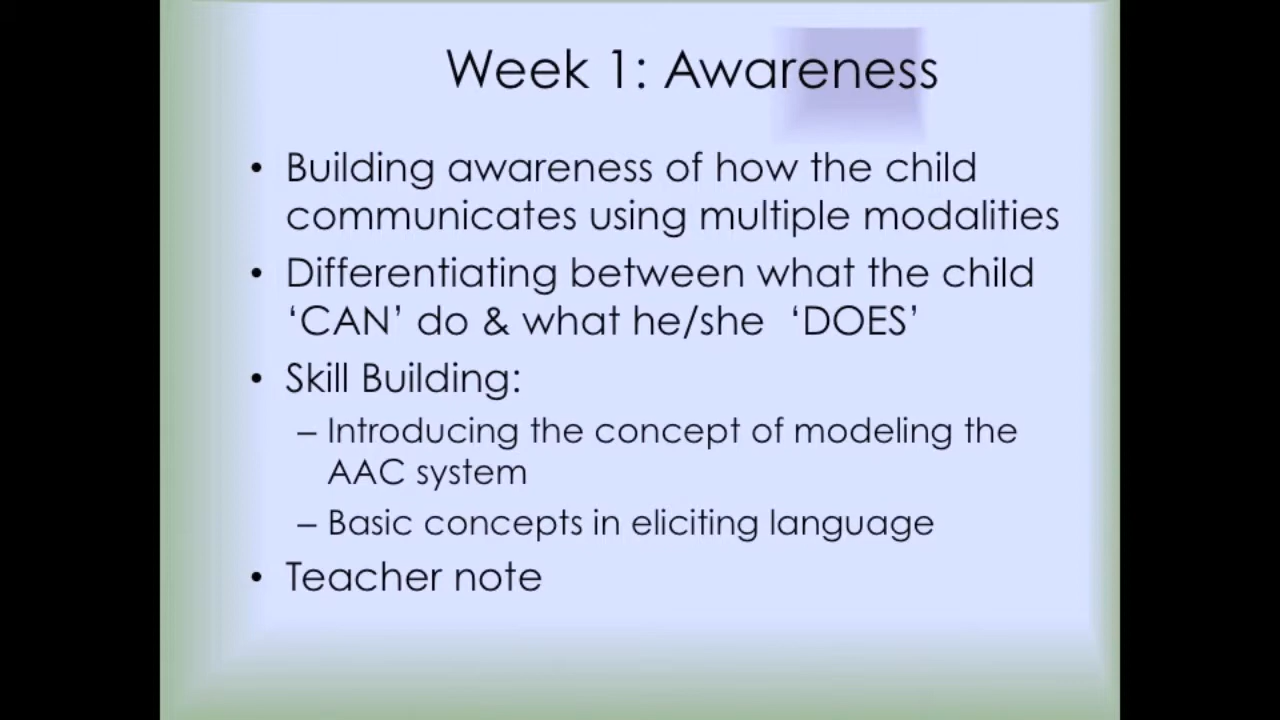 Week 1: Awareness
• Building awareness of how the child
communicates using multiple modalities
• Differentiating between what the child
‘CAN’ do & what he/she ‘DOES’
• Skill Building:
– Introducing the concept of modeling the
AAC system
– Basic concepts in eliciting language
• Teacher note